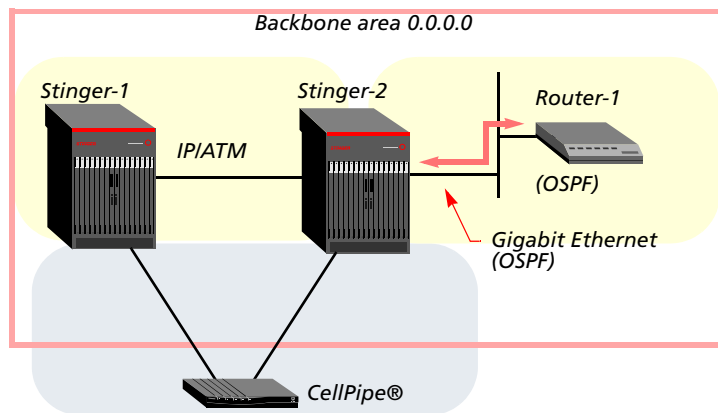 Backbone area 0.0.0.0
Stinger-1
Stinger-2
Router-1
IP/ATM
(OSPF)
Gigabit Ethernet
(OSPF)
CellPipe®